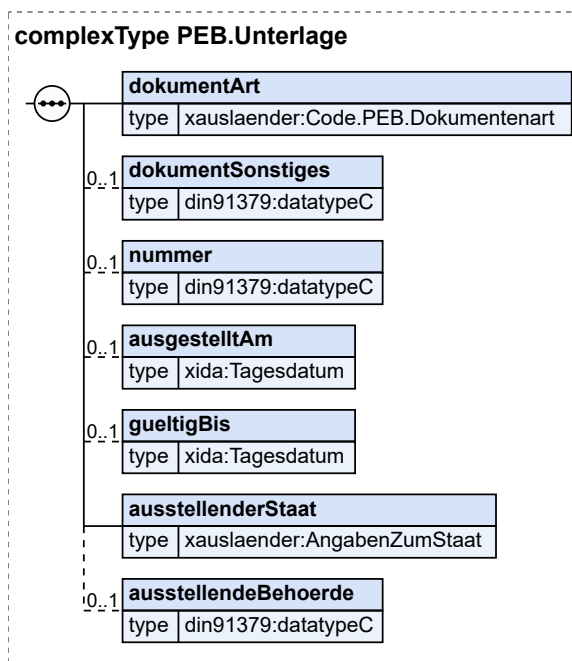 complexType PEB.Unterlage
dokumentArt
type xauslaender:Code.PEB.Dokumentenart
0..1 dokumentSonstiges
type din91379:datatypeC
0..1 nummer
type din91379:datatypeC
0..1 ausgestelltAm
type xida:Tagesdatum
0..1 gueltigBis
type xida:Tagesdatum
ausstellenderStaat
type xauslaender:AngabenZumStaat
0..1 ausstellendeBehoerde
type din91379:datatypeC